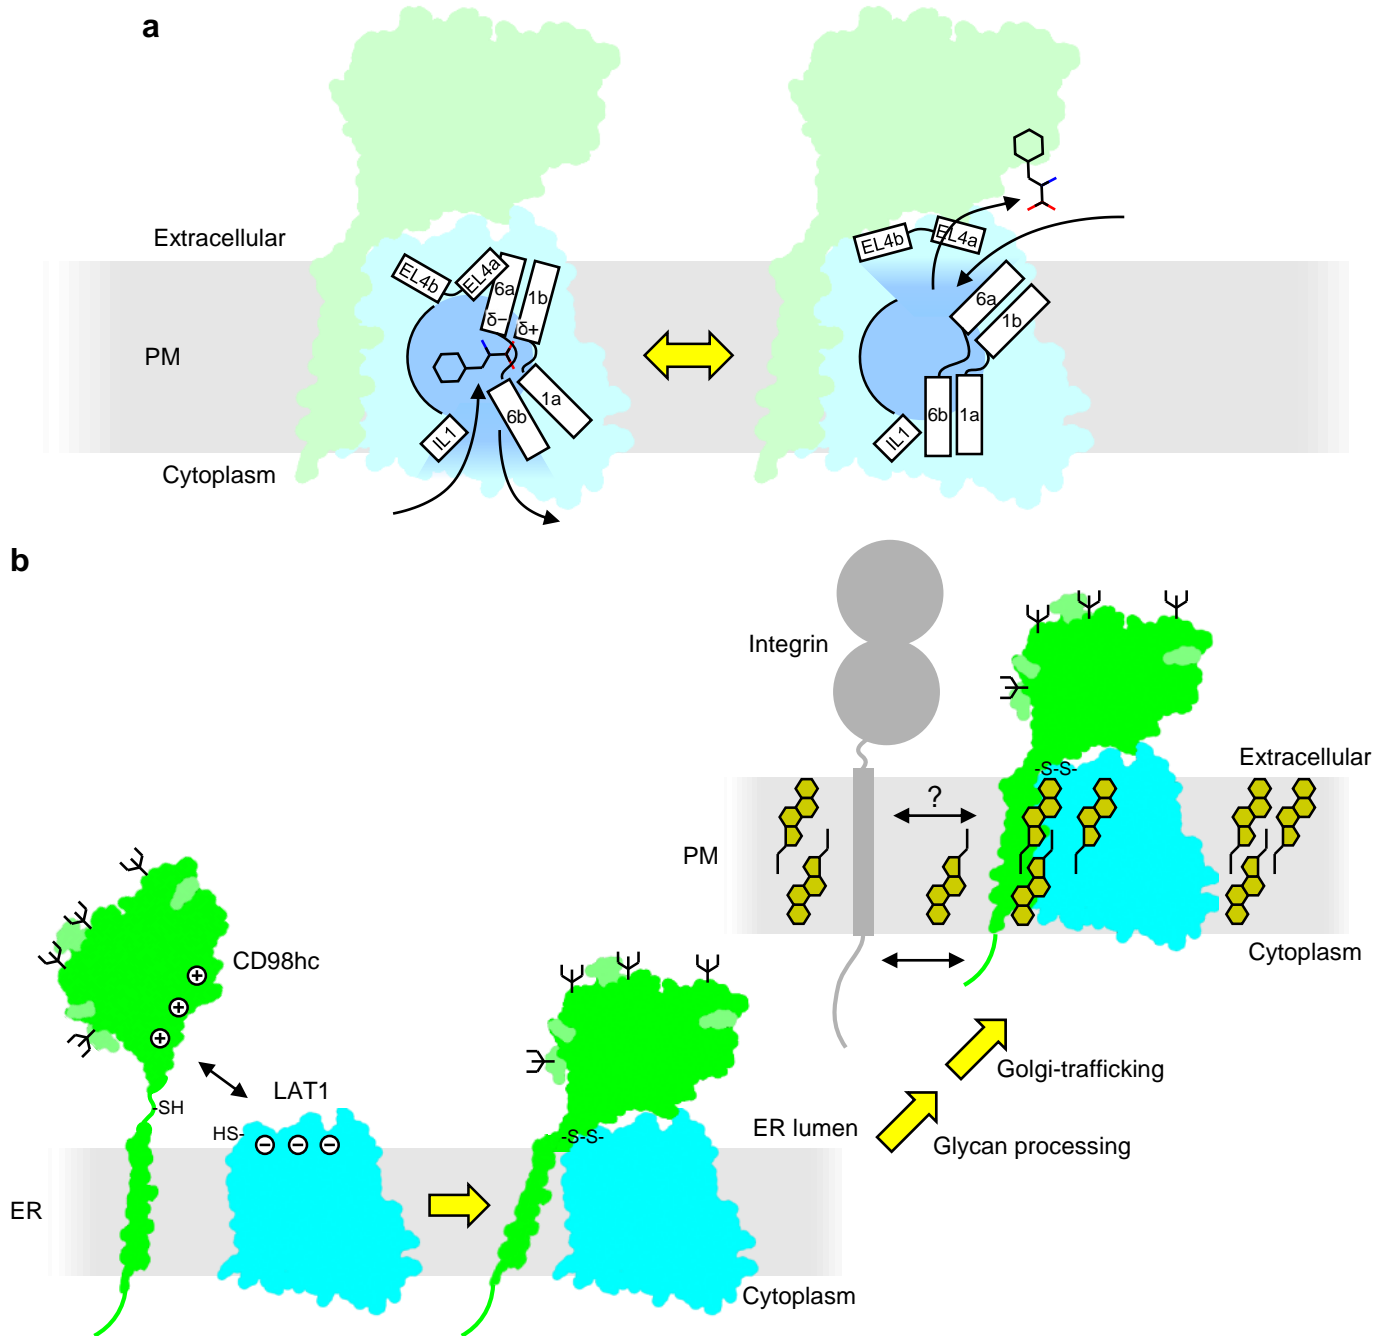 a
Extracellular
PM
Cytoplasm
EL4b
EL4a
6a
1b
δ−
δ+
1a
6b
IL1
EL4b
EL4a
6a
1b
6b
1a
IL1
b
Integrin
-S-S-
Extracellular
?
PM
Cytoplasm
CD98hc
+
+
+
-SH
LAT1
HS-
− − −
ER
-S-S-
ER lumen
Cytoplasm
Golgi-trafficking
Glycan processing